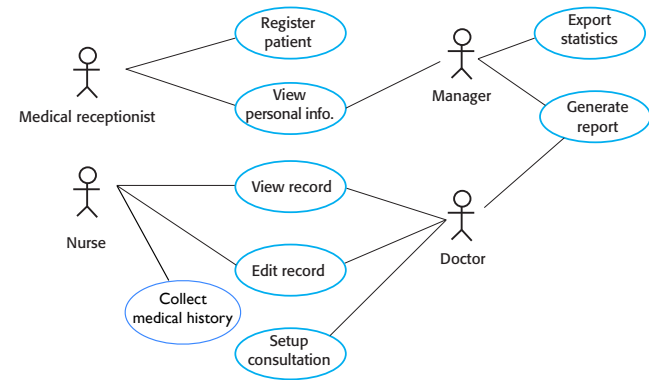 Register
patient
Export
statistics
Medical receptionist
View
personal info.
Manager
Generate
report
View record
Nurse
Doctor
Edit record
Collect
medical history
Setup
consultation